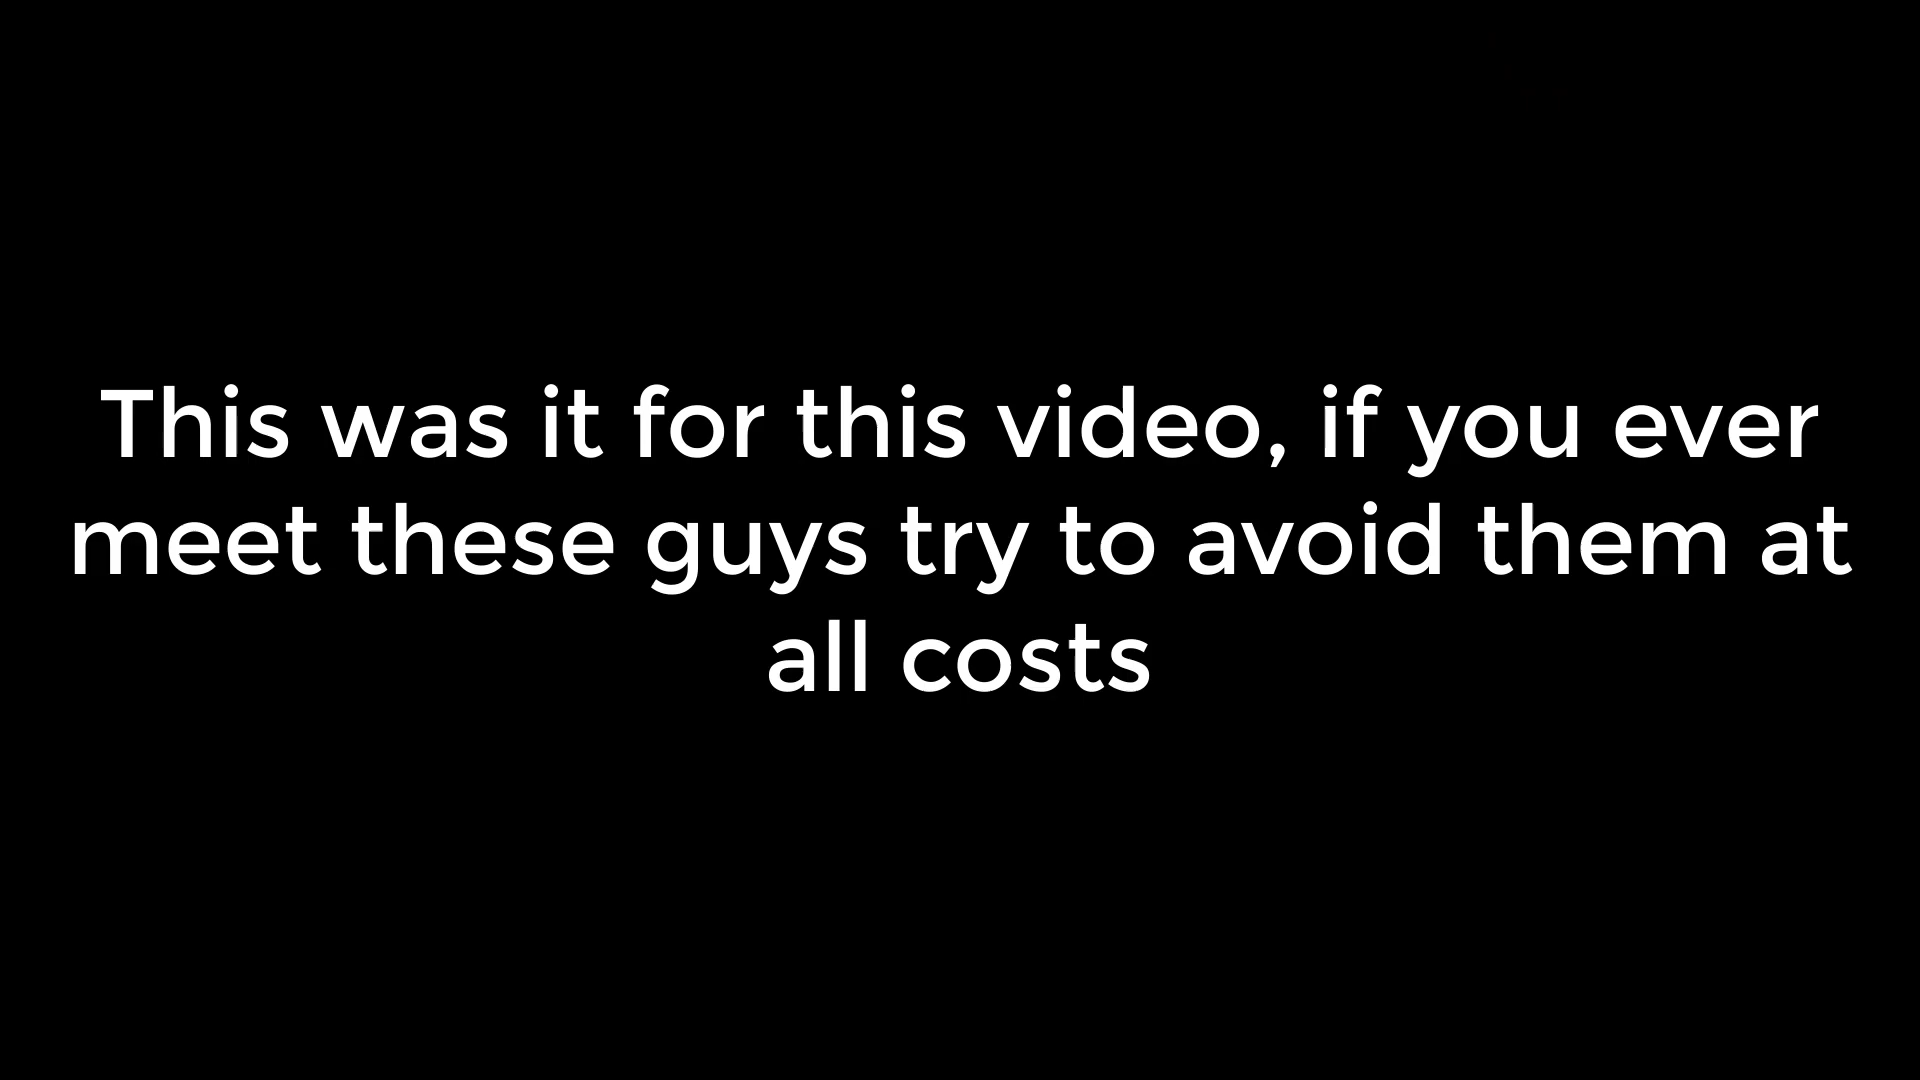 This was it for this video, if you ever
meet these guys try to avoid them at
all costs